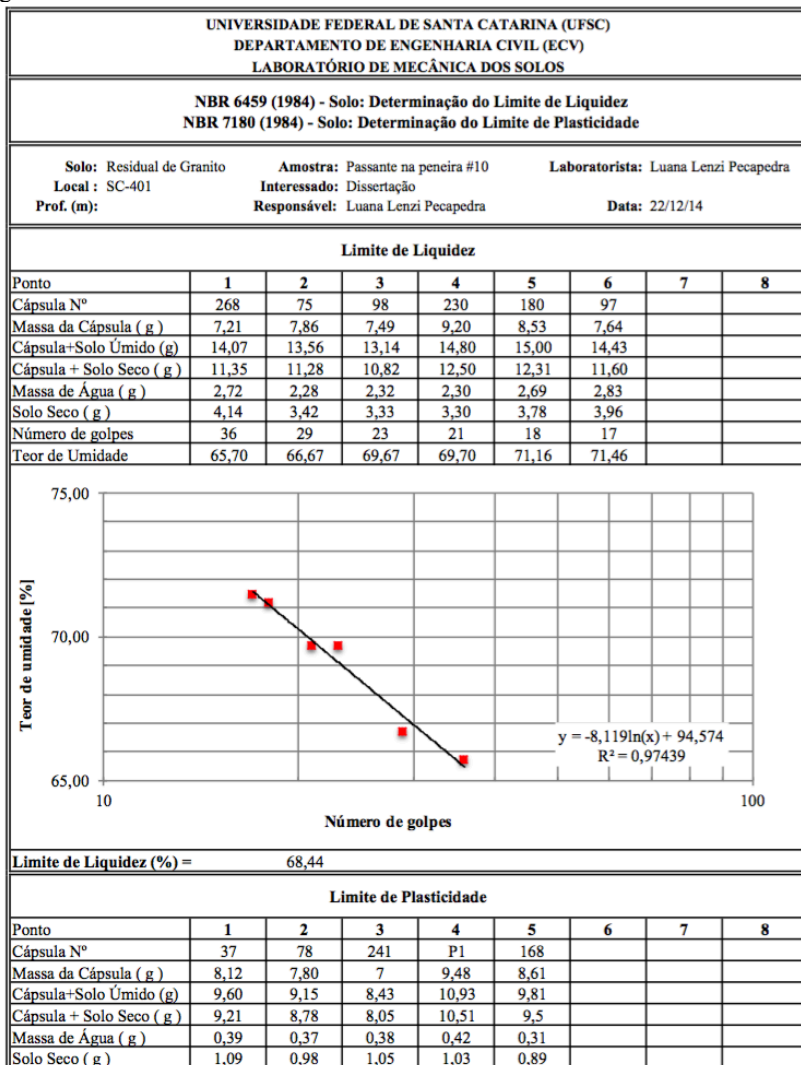 UNIVERSIDADE FEDERAL DE SANTA CATARINA (UFSC)
DEPARTAMENTO DE ENGENHARIA CIVIL (ECV)
LABORATÓRIO DE MECÂNICA DOS SOLOS
NBR 6459 (1984) - Solo: Determinação do Limite de Liquidez
NBR 7180 (1984) - Solo: Determinação do Limite de Plasticidade
Solo: Residual de Granito Amostra: Passante na peneira #10 Laboratorista: Luana Lenzi Pecapedra
Local : SC-401 Interessado: Dissertação
Prof. (m): Responsável: Luana Lenzi Pecapedra Data: 22/12/14
Limite de Liquidez
Ponto 1 2 3 4 5 6 7 8
Cápsula Nº 268 75 98 230 180 97
Massa da Cápsula ( g ) 7,21 7,86 7,49 9,20 8,53 7,64
Cápsula+Solo Úmido (g) 14,07 13,56 13,14 14,80 15,00 14,43
Cápsula + Solo Seco ( g ) 11,35 11,28 10,82 12,50 12,31 11,60
Massa de Água ( g ) 2,72 2,28 2,32 2,30 2,69 2,83
Solo Seco ( g ) 4,14 3,42 3,33 3,30 3,78 3,96
Número de golpes 36 29 23 21 18 17
Teor de Umidade 65,70 66,67 69,67 69,70 71,16 71,46
75,00
70,00
65,00
Teor de umidade [%]
y = -8,119ln(x) + 94,574
R² = 0,97439
10 100
Número de golpes
Limite de Liquidez (%) = 68,44
Limite de Plasticidade
Ponto 1 2 3 4 5 6 7 8
Cápsula Nº 37 78 241 P1 168
Massa da Cápsula ( g ) 8,12 7,80 7 9,48 8,61
Cápsula+Solo Úmido (g) 9,60 9,15 8,43 10,93 9,81
Cápsula + Solo Seco ( g ) 9,21 8,78 8,05 10,51 9,5
Massa de Água ( g ) 0,39 0,37 0,38 0,42 0,31
Solo Seco ( g ) 1,09 0,98 1,05 1,03 0,89